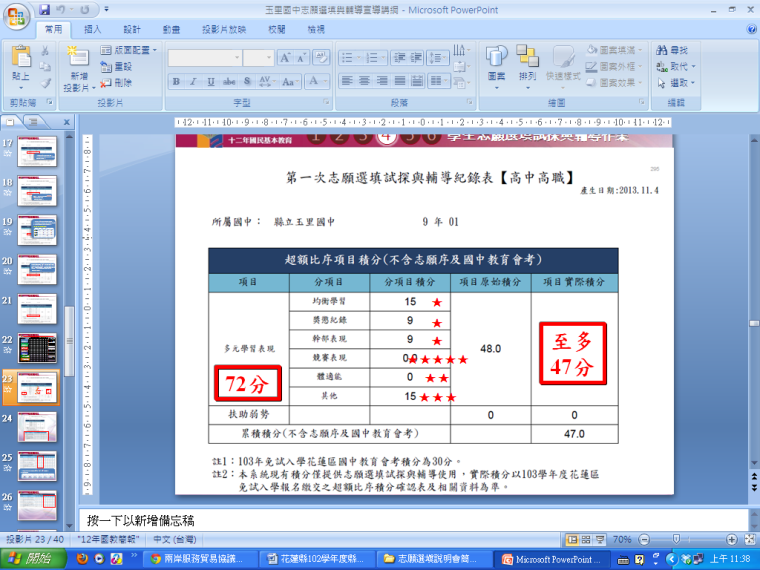 玉里國中志願選填與輔導宣導講綱 - Microsoft PowerPoint
常用 插入 設計 動畫 投影片放映 校閱 檢視
貼上 新增投影片 版面配置 重設 刪除
圖案 排列 快速樣式 圖案填滿 圖案外框 圖案效果
尋找 取代 選取
剪貼簿 投影片 字型 段落 繪圖 編輯
十二年國民基本教育 1 2 3 4 5 6 學生志願選填試探與輔導作業
第一次志願選填試探與輔導紀錄表【高中高職】
產生日期:2013.11.4
所屬國中： 縣立玉里國中 9 年 01
超額比序項目積分(不含志願序及國中教育會考)
項目 分項目 分項目積分 項目原始積分 項目實際積分
多元學習表現 72分
均衡學習 15 ★
獎懲紀錄 9 ★
幹部表現 9 ★
競賽表現 0.0 ★★★★★
體適能 0 ★★
其他 15 ★★★
48.0
至多
47分
扶助弱勢 0 0
累積積分(不含志願序及國中教育會考) 47.0
註1：103年免試入學花蓮區國中教育會考積分為30分。
註2：本系統現有積分僅提供志願選填試探與輔導使用，實際積分以103學年度花蓮區
免試入學報名繳交之超額比序積分確認表及相關資料為準。
17
18
19
20
21
22
23
24
25
26
按一下以新增備忘稿
投影片 23 / 40 "12年國教簡報" 中文 (台灣) 70%
開始 兩岸服務貿易協議... 花蓮縣102學年度縣... 志願選填說明會簡... Microsoft PowerPoint ... 上午 11:38